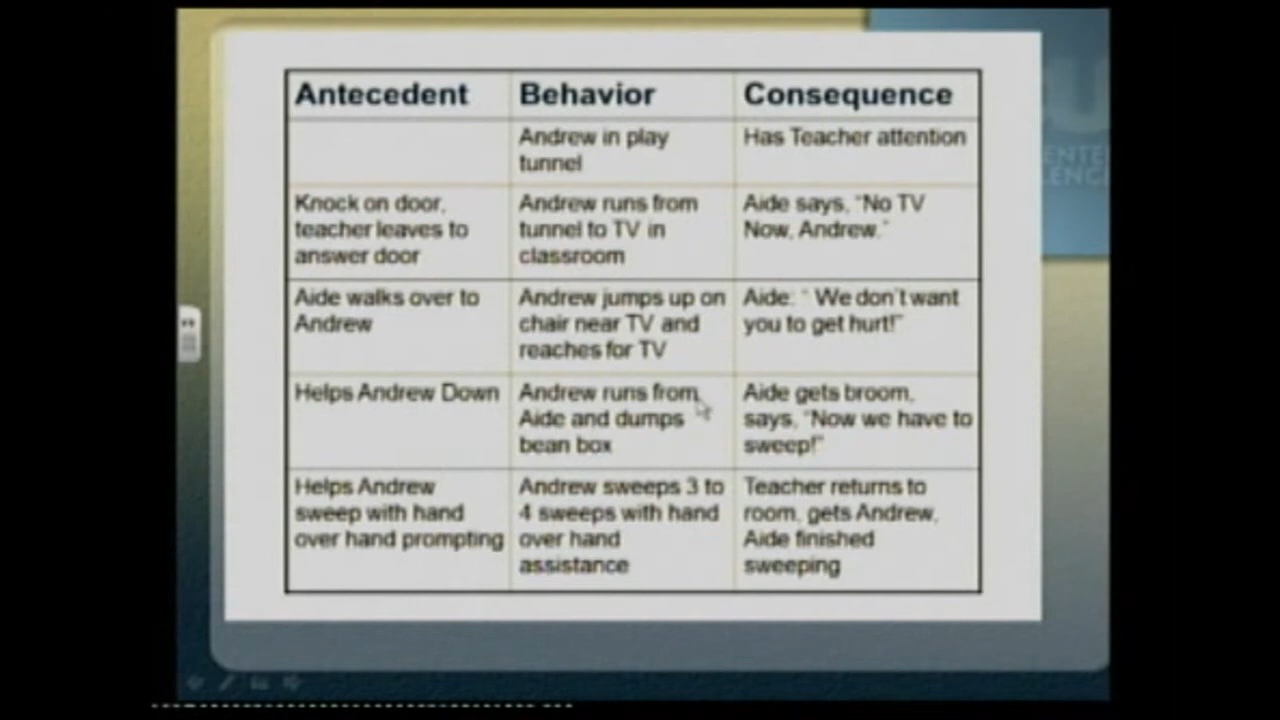 Antecedent Behavior Consequence
Andrew in play
tunnel
Has Teacher attention
Knock on door,
teacher leaves to
answer door
Andrew runs from
tunnel to TV in
classroom
Aide says, “No TV
Now, Andrew.”
Aide walks over to
Andrew
Andrew jumps up on
chair near TV and
reaches for TV
Aide: “ We don’t want
you to get hurt!”
Helps Andrew Down
Andrew runs from
Aide and dumps
bean box
Aide gets broom,
says, “Now we have to
sweep!”
Helps Andrew
sweep with hand
over hand prompting
Andrew sweeps 3 to
4 sweeps with hand
over hand
assistance
Teacher returns to
room, gets Andrew,
Aide finished
sweeping